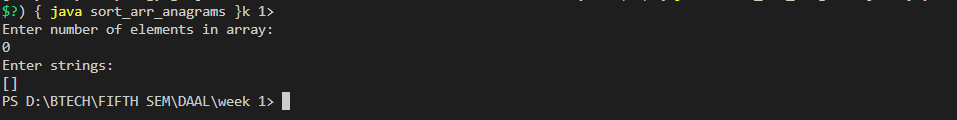 $?) { java sort_arr_anagrams }k 1>
Enter number of elements in array:
0
Enter strings:
[]
PS D:\BTECH\FIFTH SEM\DAAL\week 1>